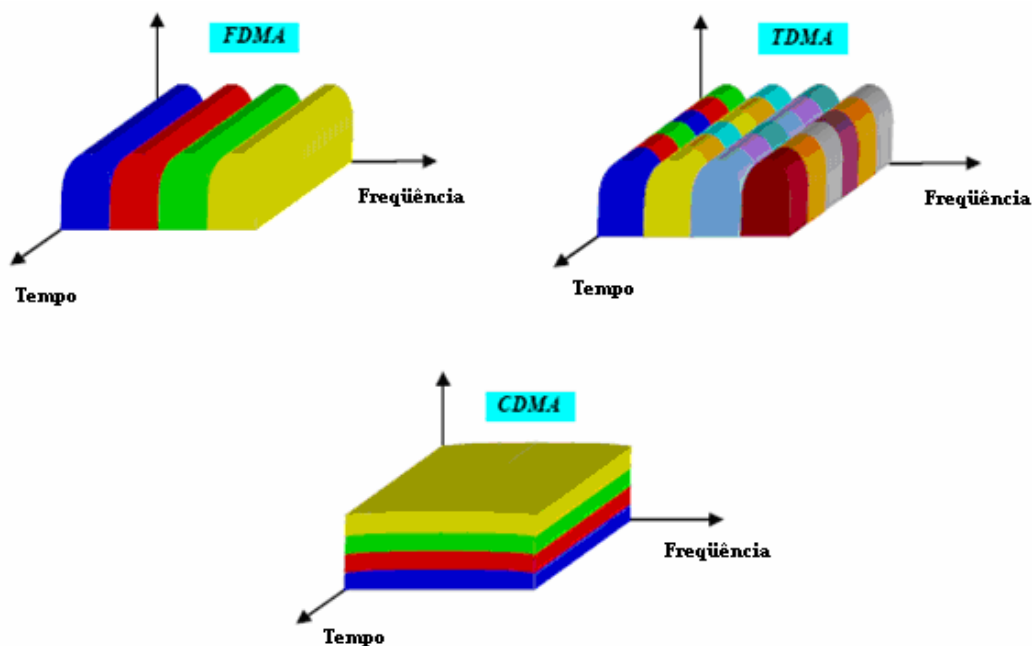 FDMA
Freqüência
Tempo
TDMA
Freqüência
Tempo
CDMA
Freqüência
Tempo